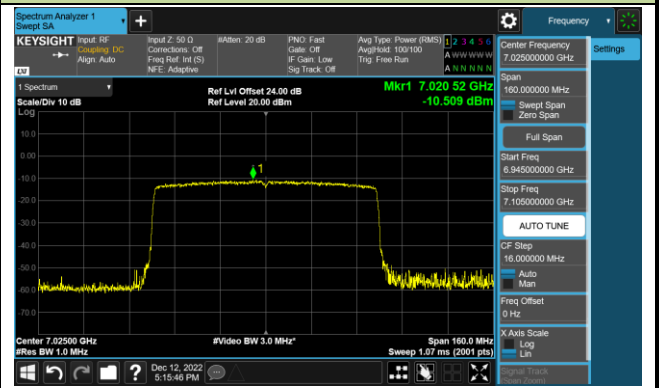 Spectrum Analyzer 1
Swept SA
Frequency
KEYSIGHT
Input: RF
Coupling: DC
Align: Auto
Input Z: 50 Ω
Corrections: Off
Freq Ref: Int (S)
NFE: Adaptive
#Atten: 20 dB
PNO: Fast
Gate: Off
IF Gain: Low
Sig Track: Off
Avg Type: Power (RMS)
Avg|Hold: 100/100
Trig: Free Run
1 2 3 4 5 6
A W W W W W
A N N N N N
LXI
1 Spectrum
Scale/Div 10 dB
Log
Ref Lvl Offset 24.00 dB
Ref Level 20.00 dBm
Mkr1 7.020 52 GHz
-10.509 dBm
10.0
0.00
-10.0
-20.0
-30.0
-40.0
-50.0
-60.0
-70.0
1
Center 7.02500 GHz
#Res BW 1.0 MHz
#Video BW 3.0 MHz*
Span 160.0 MHz
Sweep 1.07 ms (2001 pts)
Dec 12, 2022
5:15:46 PM
Center Frequency
7.025000000 GHz
Settings
Span
160.000000 MHz
Swept Span
Zero Span
Full Span
Start Freq
6.945000000 GHz
Stop Freq
7.105000000 GHz
AUTO TUNE
CF Step
16.000000 MHz
Auto
Man
Freq Offset
0 Hz
X Axis Scale
Log
Lin
Signal Track
(Span Zoom)